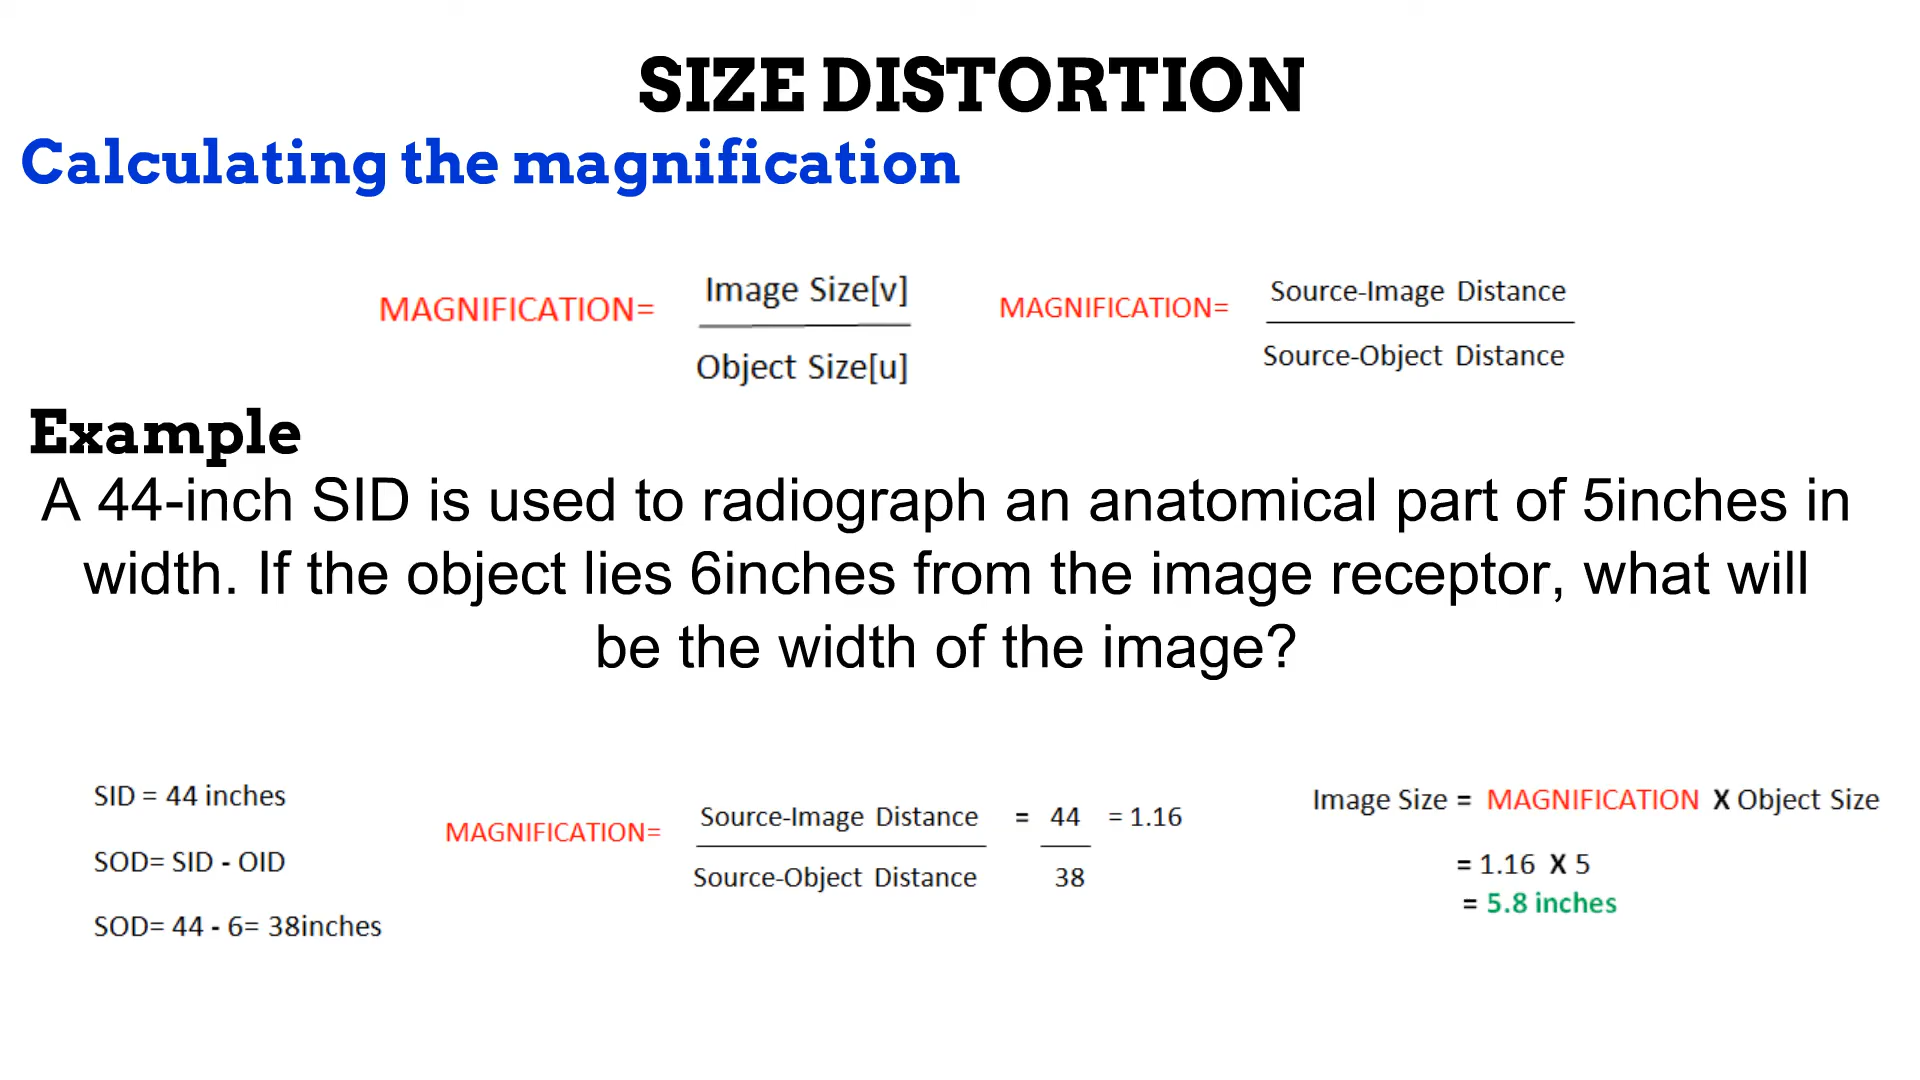 SIZE DISTORTION
Calculating the magnification
MAGNIFICATION= Image Size[v]
Object Size[u]
MAGNIFICATION= Source-Image Distance
Source-Object Distance
Example
A 44-inch SID is used to radiograph an anatomical part of 5inches in
width. If the object lies 6inches from the image receptor, what will
be the width of the image?
SID = 44 inches
SOD= SID - OID
SOD= 44 - 6= 38inches
MAGNIFICATION= Source-Image Distance = 44 = 1.16
Source-Object Distance 38
Image Size = MAGNIFICATION X Object Size
= 1.16 X 5
= 5.8 inches